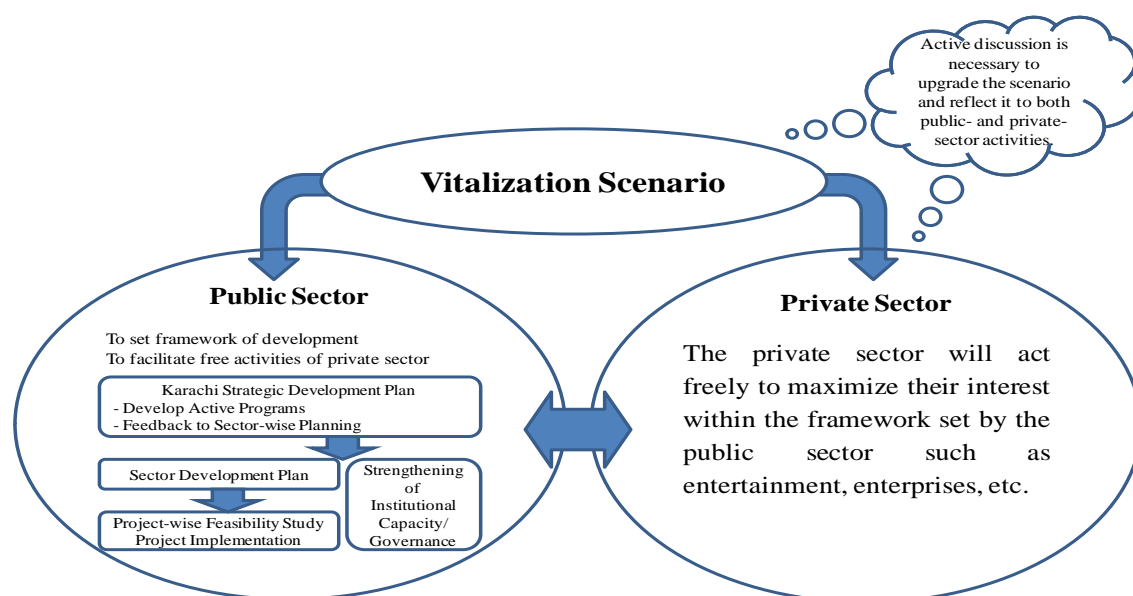 Active discussion is
necessary to
upgrade the scenario
and reflect it to both
public- and private-
sector activities.
Vitalization Scenario
Public Sector
To set framework of development
To facilitate free activities of private sector
Karachi Strategic Development Plan
- Develop Active Programs
- Feedback to Sector-wise Planning
Sector Development Plan
Project-wise Feasibility Study
Project Implementation
Strengthening
of
Institutional
Capacity/
Governance
Private Sector
The private sector will act
freely to maximize their interest
within the framework set by the
public sector such as
entertainment, enterprises, etc.